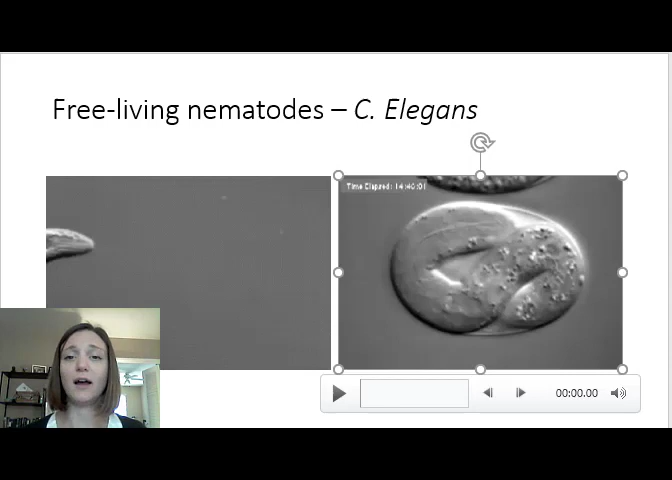 Free-living nematodes – C. Elegans
Time Elapsed: 14:40:01
00:00.00